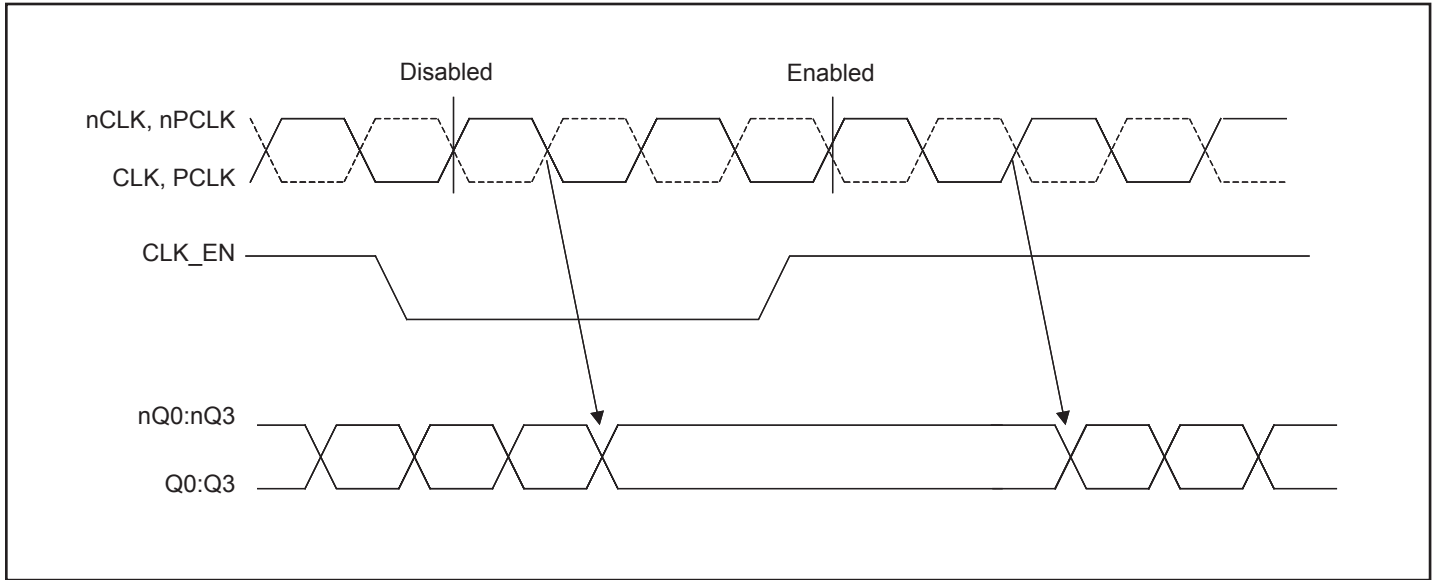 Disabled
Enabled
nCLK, nPCLK
CLK, PCLK
CLK_EN
nQ0:nQ3
Q0:Q3